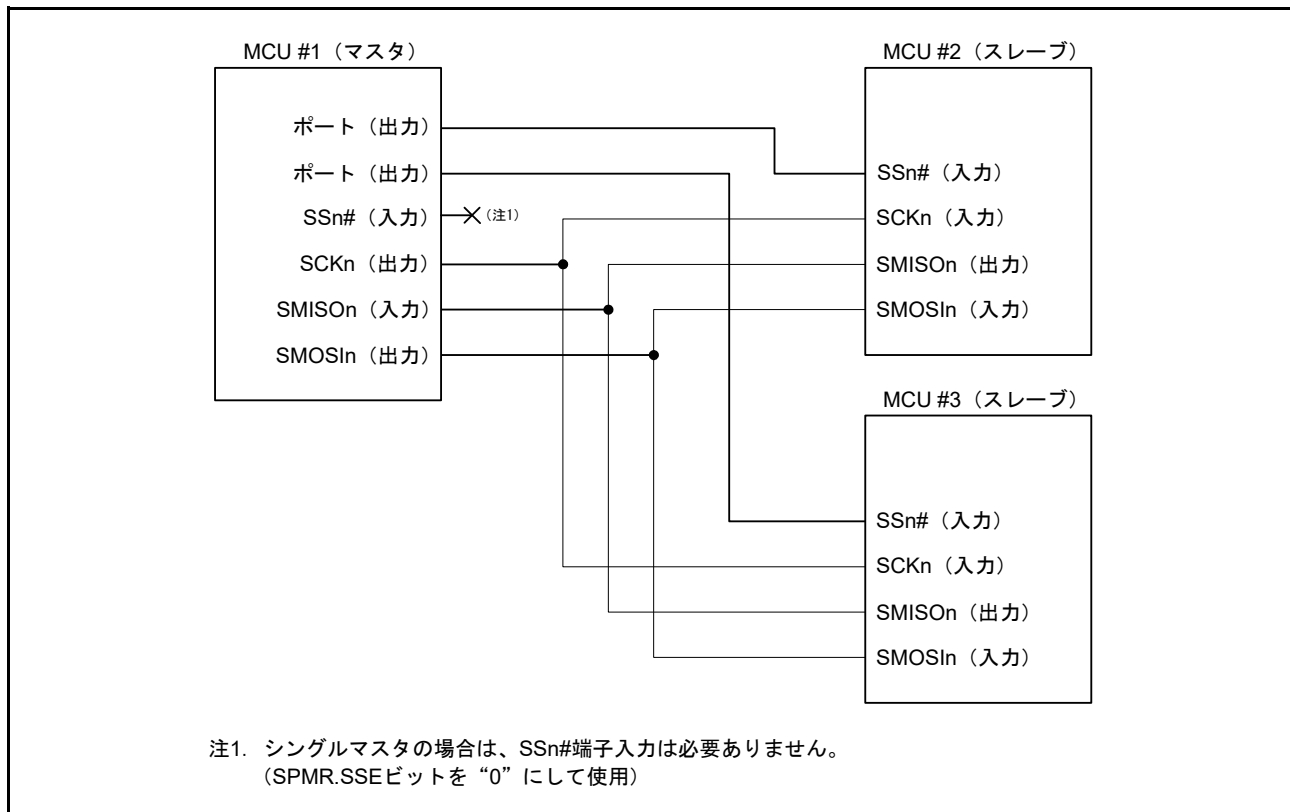 MCU #1（マスタ）
ポート（出力）
ポート（出力）
SSn#（入力）
（注1）
SCKn（出力）
SMISOn（入力）
SMOSIn（出力）
MCU #2（スレーブ）
SSn#（入力）
SCKn（入力）
SMISOn（出力）
SMOSIn（入力）
MCU #3（スレーブ）
SSn#（入力）
SCKn（入力）
SMISOn（出力）
SMOSIn（入力）
注1. シングルマスタの場合は、SSn#端子入力は必要ありません。
（SPMR.SSEビットを“0”にして使用）